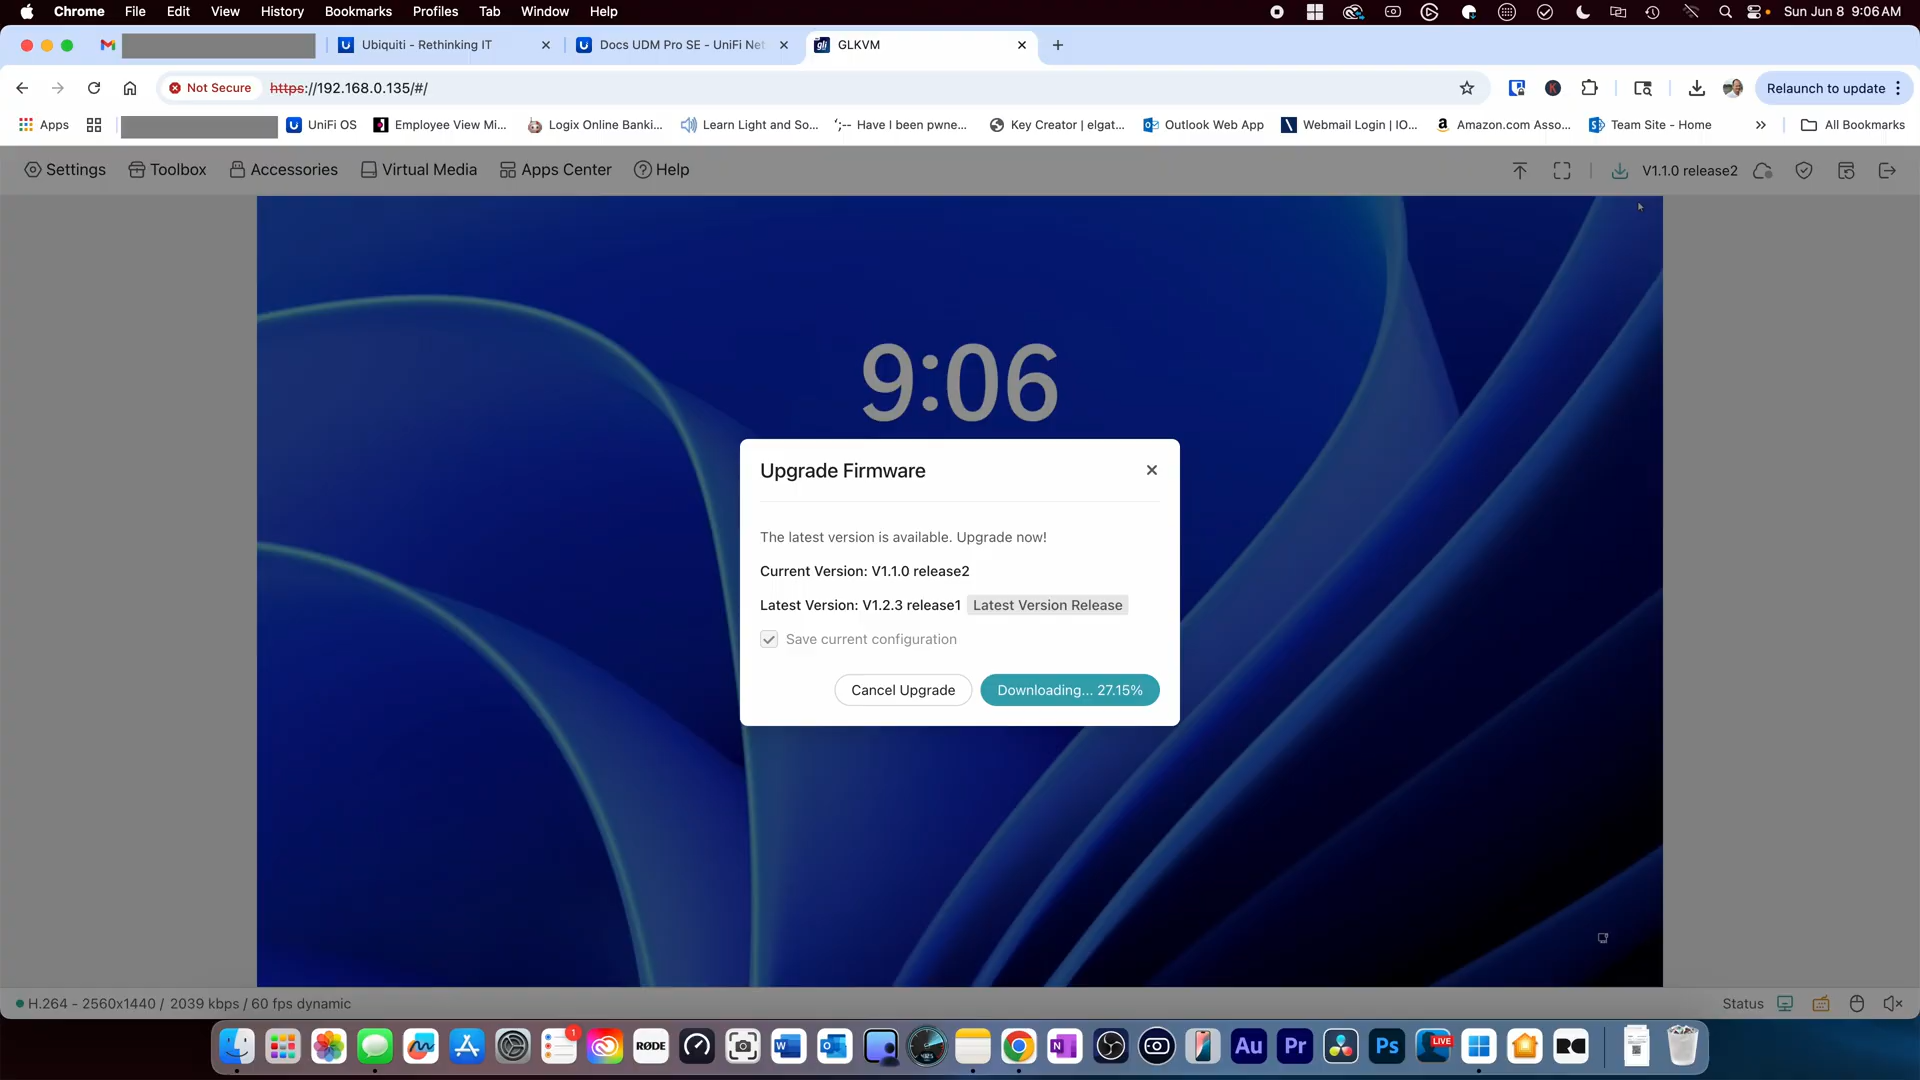 Chrome File Edit View History Bookmarks Profiles Tab Window Help Sun Jun 8 9:06 AM
Ubiquiti - Rethinking IT Docs UDM Pro SE - UniFi Net GLKVM
Not Secure https://192.168.0.135/#/ Relaunch to update
Apps UniFi OS Employee View Mi... Logix Online Banki... Learn Light and So... Have I been pwne... Key Creator | elgat... Outlook Web App Webmail Login | IO... Amazon.com Asso... Team Site - Home >> All Bookmarks
Settings Toolbox Accessories Virtual Media Apps Center Help V1.1.0 release2
9:06
Upgrade Firmware
The latest version is available. Upgrade now!
Current Version: V1.1.0 release2
Latest Version: V1.2.3 release1 Latest Version Release
Save current configuration
Cancel Upgrade Downloading... 27.15%
H.264 - 2560x1440 / 2039 kbps / 60 fps dynamic Status
1 RØDE W N Au Pr Ps LIVE